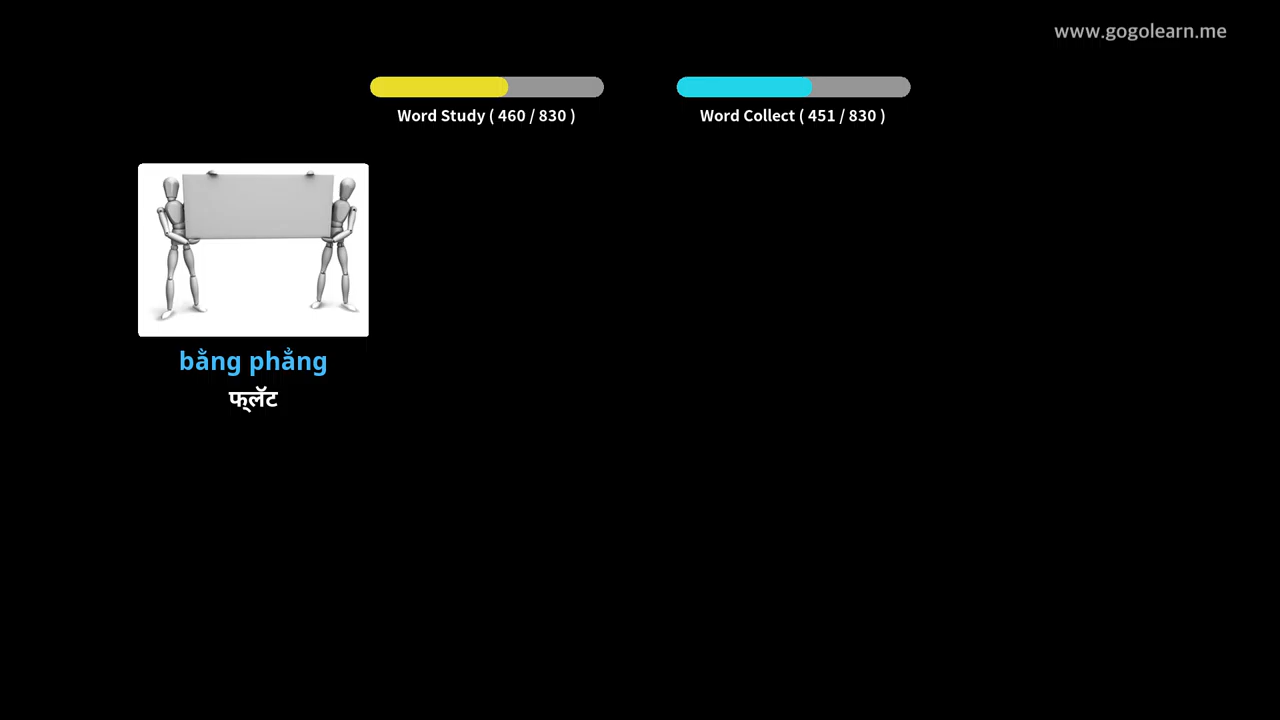 www.gogolearn.me
Word Study ( 460 / 830 )
Word Collect ( 451 / 830 )
bằng phẳng
फ्लॅट